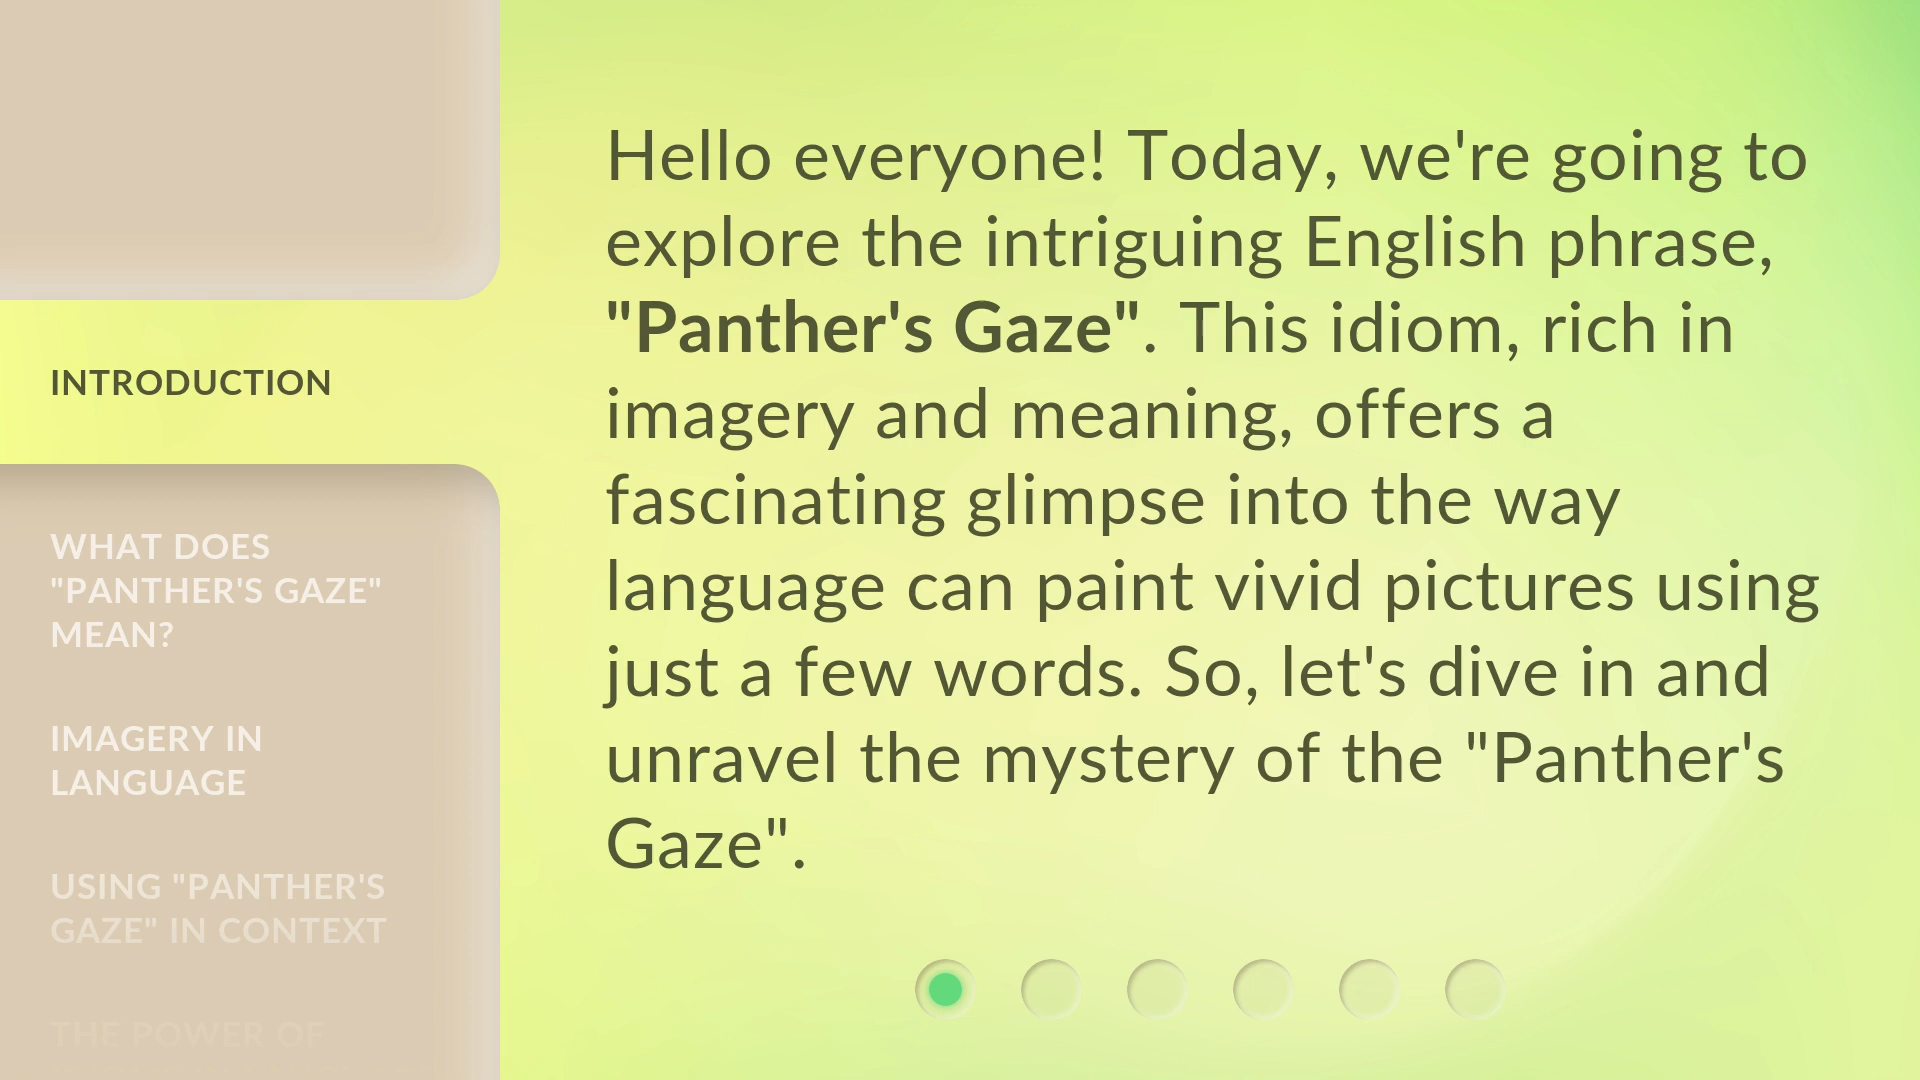 INTRODUCTION
WHAT DOES
"PANTHER'S GAZE"
MEAN?
IMAGERY IN
LANGUAGE
USING "PANTHER'S
GAZE" IN CONTEXT
THE POWER OF
Hello everyone! Today, we're going to
explore the intriguing English phrase,
"Panther's Gaze". This idiom, rich in
imagery and meaning, offers a
fascinating glimpse into the way
language can paint vivid pictures using
just a few words. So, let's dive in and
unravel the mystery of the "Panther's
Gaze".